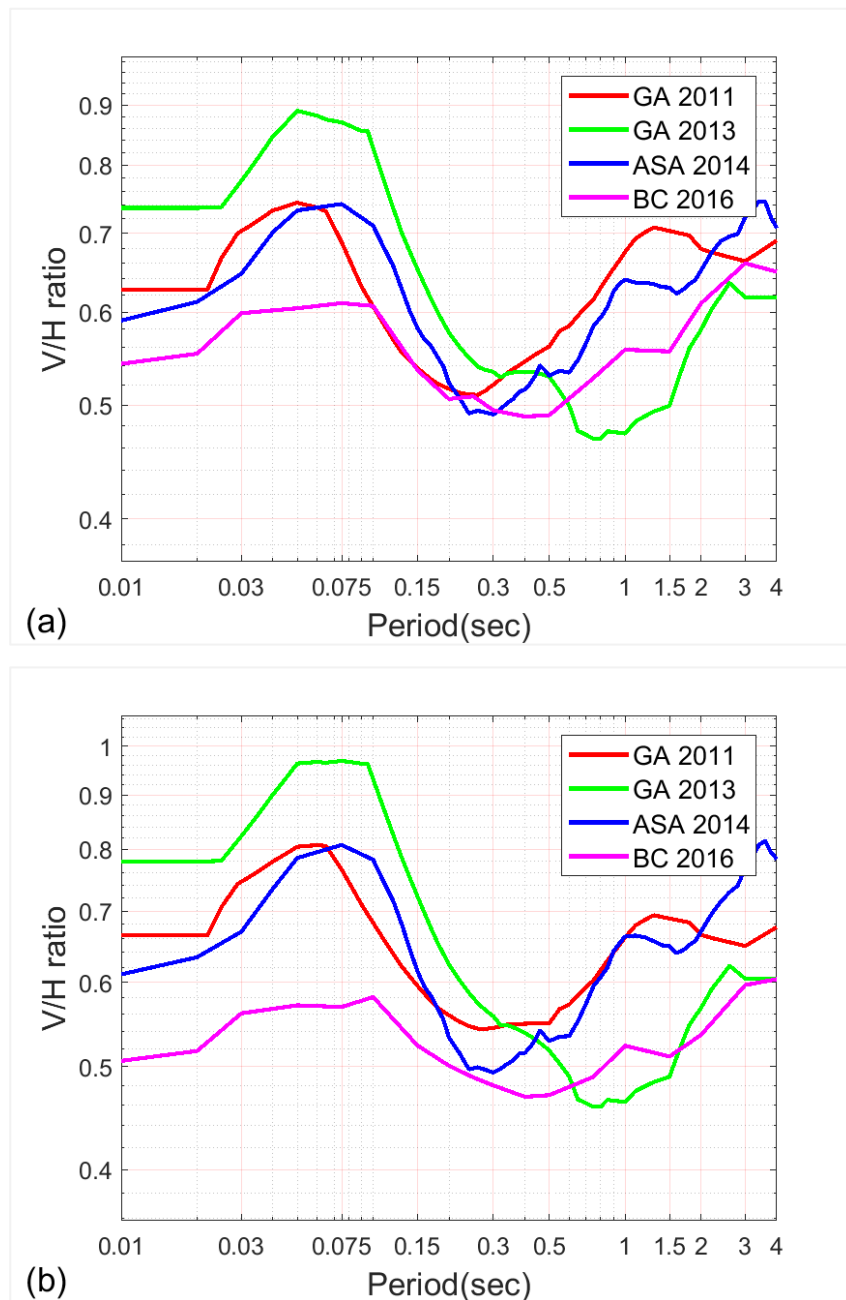 0.9
0.8
0.7
0.6
0.5
0.4
V/H ratio
GA 2011
GA 2013
ASA 2014
BC 2016
0.01 0.03 0.075 0.15 0.3 0.5 1 1.5 2 3 4
Period(sec)
(a)
1
0.9
0.8
0.7
0.6
0.5
0.4
V/H ratio
GA 2011
GA 2013
ASA 2014
BC 2016
0.01 0.03 0.075 0.15 0.3 0.5 1 1.5 2 3 4
Period(sec)
(b)